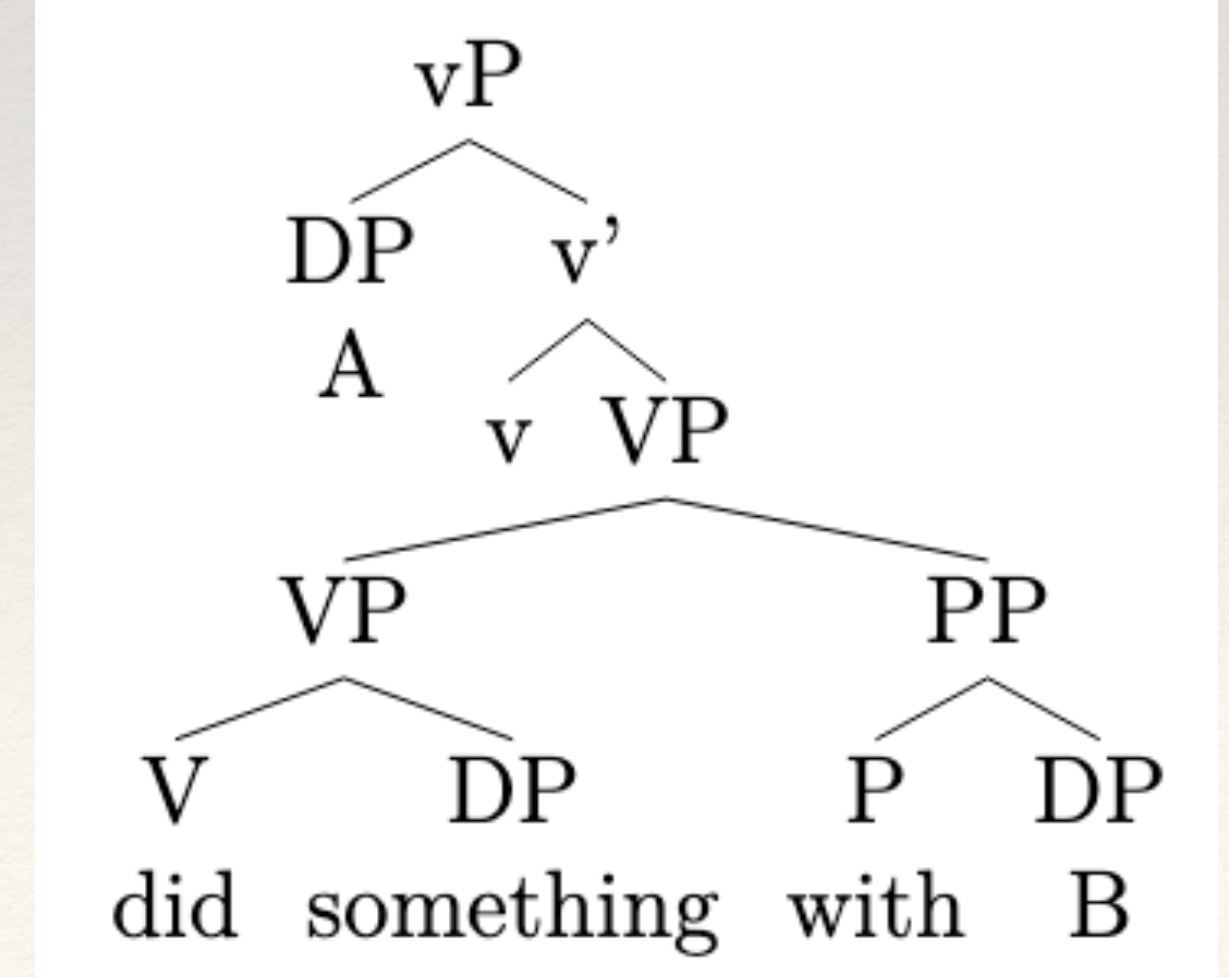 vP
DP v’
A
v VP
VP PP
V DP P DP
did something with B